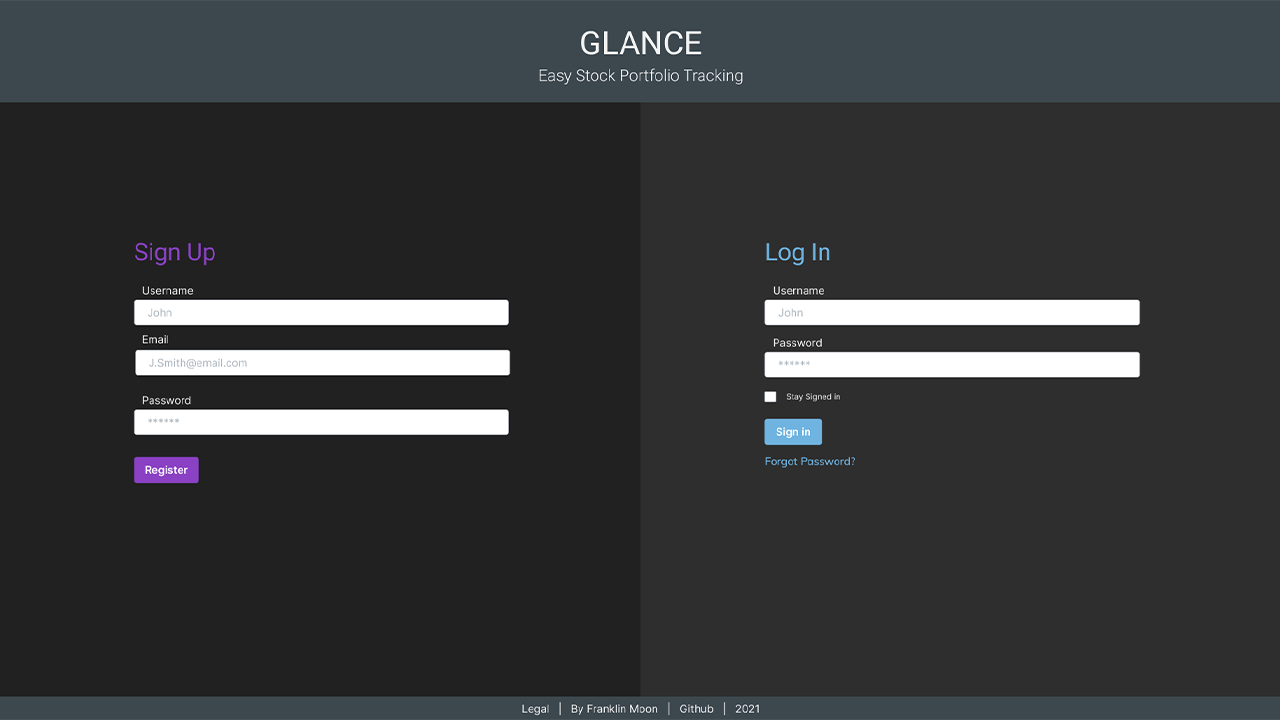 GLANCE
Easy Stock Portfolio Tracking
Sign Up
Username
John
Email
J.Smith@email.com
Password
******
Register
Log In
Username
John
Password
******
Stay Signed in
Sign in
Forgot Password?
Legal | By Franklin Moon | Github | 2021